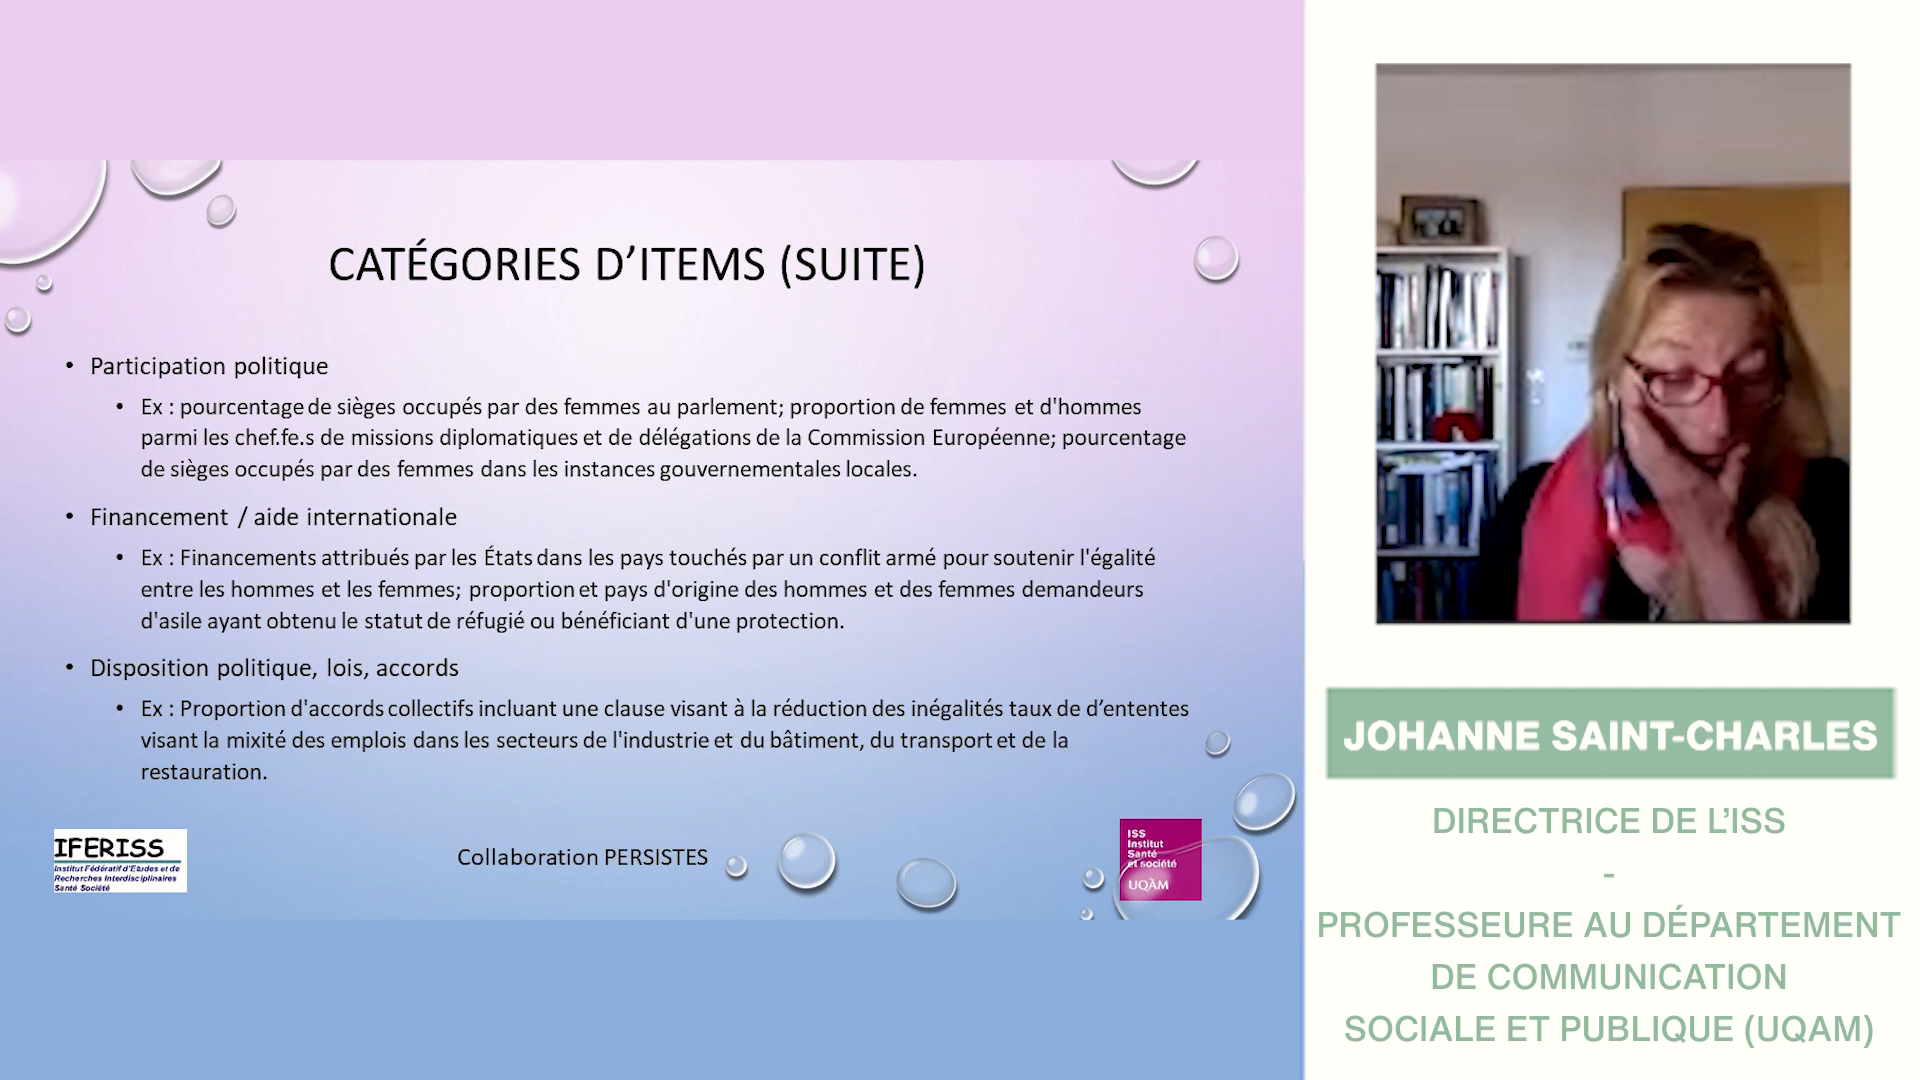 CATÉGORIES D’ITEMS (SUITE)
• Participation politique
• Ex : pourcentage de sièges occupés par des femmes au parlement; proportion de femmes et d'hommes
parmi les chef.fe.s de missions diplomatiques et de délégations de la Commission Européenne; pourcentage
de sièges occupés par des femmes dans les instances gouvernementales locales.
• Financement / aide internationale
• Ex : Financements attribués par les États dans les pays touchés par un conflit armé pour soutenir l'égalité
entre les hommes et les femmes; proportion et pays d'origine des hommes et des femmes demandeurs
d'asile ayant obtenu le statut de réfugié ou bénéficiant d'une protection.
• Disposition politique, lois, accords
• Ex : Proportion d'accords collectifs incluant une clause visant à la réduction des inégalités taux de d’ententes
visant la mixité des emplois dans les secteurs de l'industrie et du bâtiment, du transport et de la
restauration.
IFERISS
Institut Fédératif d'Etudes et de
Recherches Interdisciplinaires
Santé Société
Collaboration PERSISTES
ISS
Institut
Santé
et société
UQÀM
JOHANNE SAINT-CHARLES
DIRECTRICE DE L’ISS
-
PROFESSEURE AU DÉPARTEMENT
DE COMMUNICATION
SOCIALE ET PUBLIQUE (UQAM)